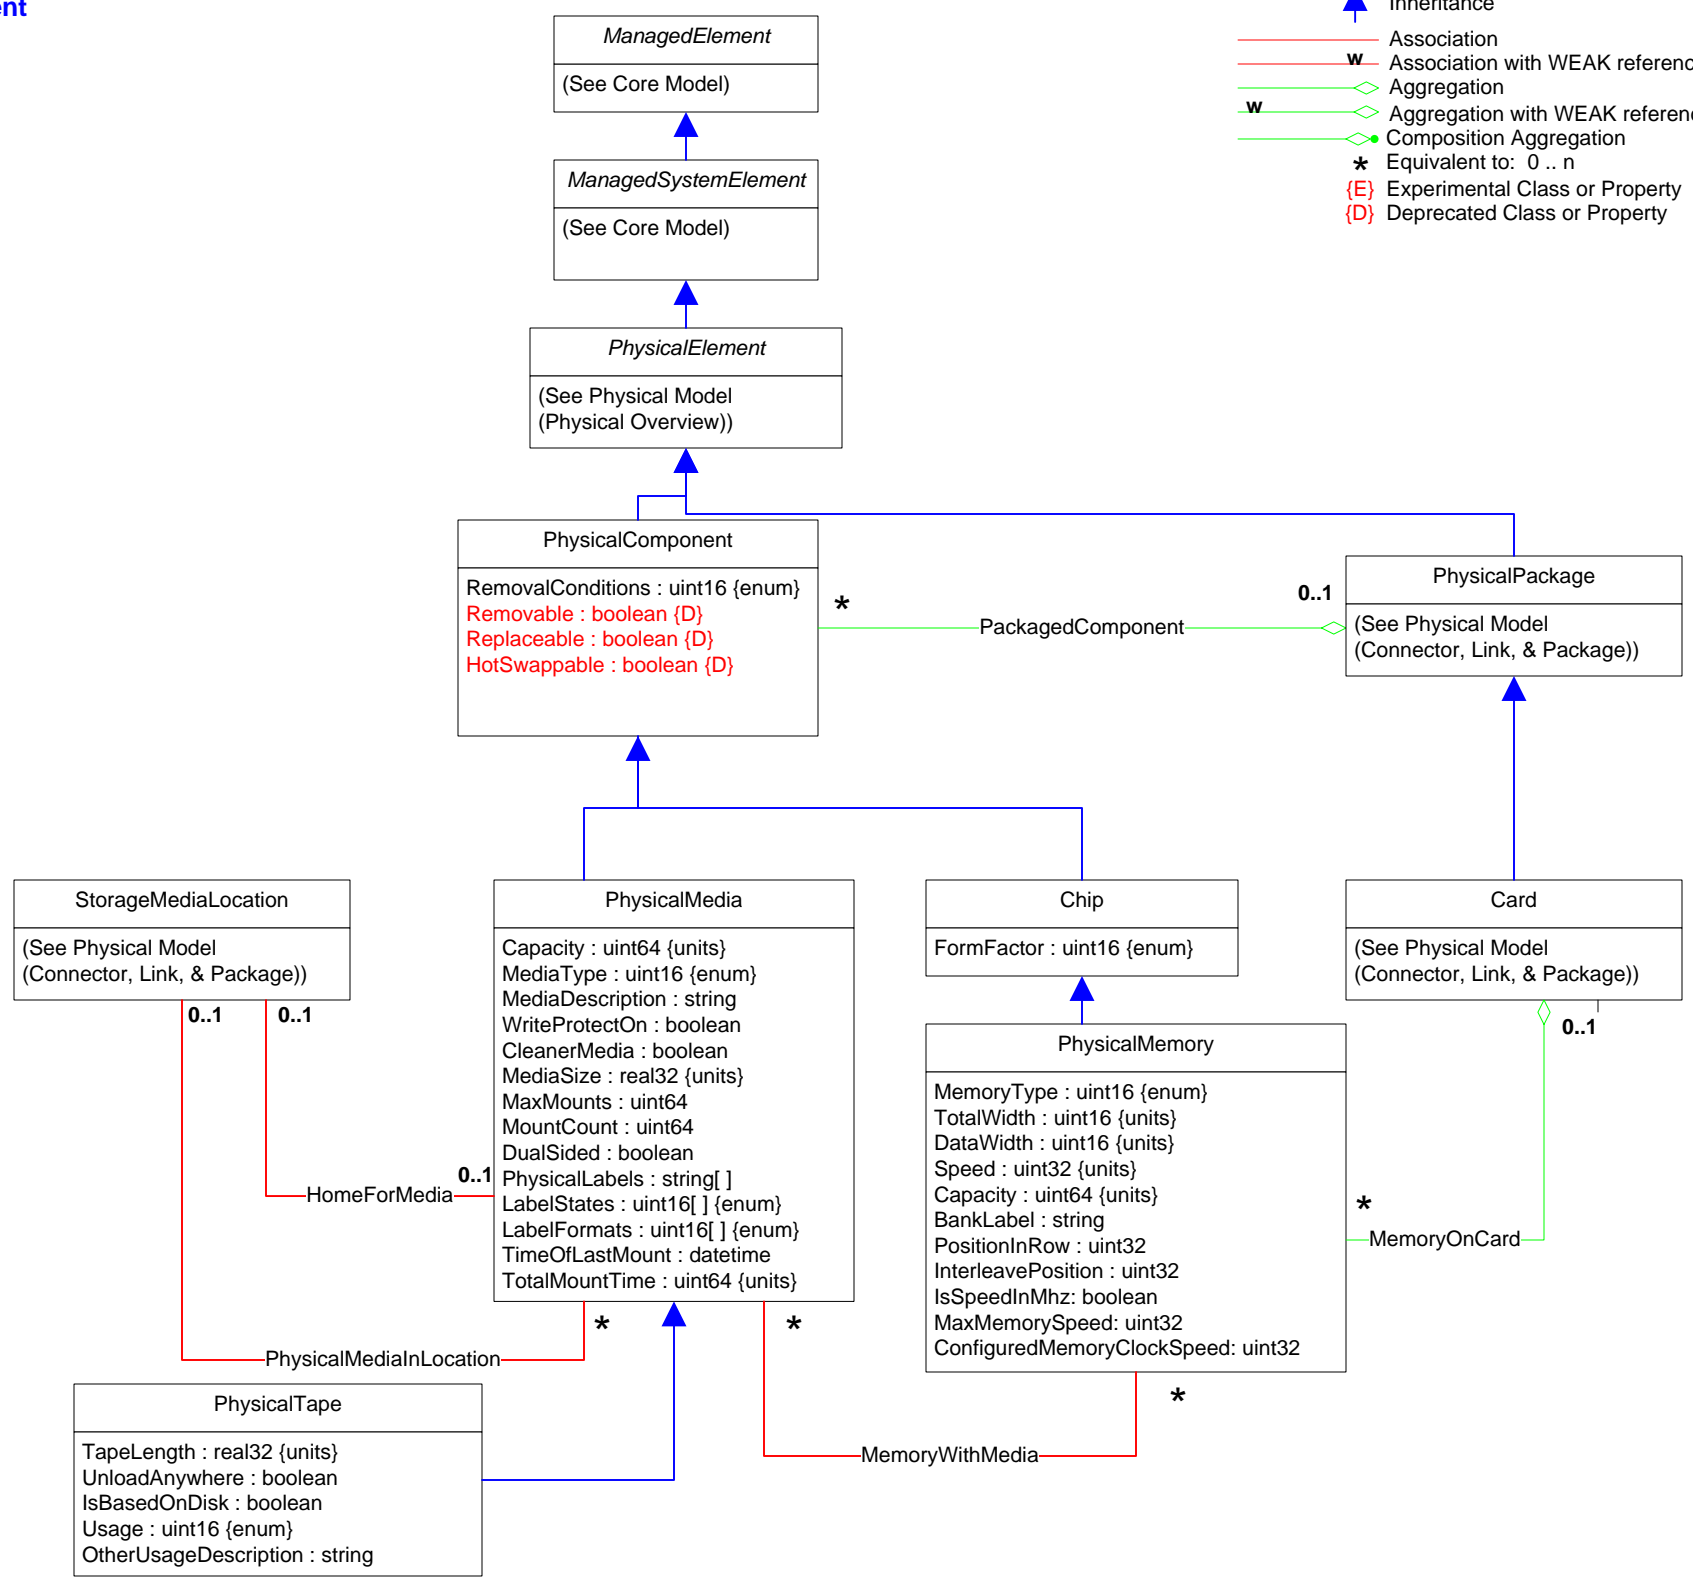 ManagedElement
(See Core Model)
ManagedSystemElement
(See Core Model)
PhysicalElement
(See Physical Model
(Physical Overview))
Inheritance
Association
w
Association with WEAK
Aggregation
w
Aggregation with WEAK
Composition Aggregation
* Equivalent to: 0 .. n
{E} Experimental Class or Property
{D} Deprecated Class or Property
PhysicalComponent
RemovalConditions : uint16 {enum}
Removable : boolean {D}
Replaceable : boolean {D}
HotSwappable : boolean {D}
*
PackagedComponent
0..1
PhysicalPackage
(See Physical Model
(Connector, Link, & Package))
StorageMediaLocation
(See Physical Model
(Connector, Link, & Package))
0..1
0..1
HomeForMedia
0..1
PhysicalMedia
Capacity : uint64 {units}
MediaType : uint16 {enum}
MediaDescription : string
WriteProtectOn : boolean
CleanerMedia : boolean
MediaSize : real32 {units}
MaxMounts : uint64
MountCount : uint64
DualSided : boolean
PhysicalLabels : string[ ]
LabelStates : uint16[ ] {enum}
LabelFormats : uint16[ ] {enum}
TimeOfLastMount : datetime
TotalMountTime : uint64 {units}
*
*
PhysicalMediaInLocation
Chip
FormFactor : uint16 {enum}
PhysicalMemory
MemoryType : uint16 {enum}
TotalWidth : uint16 {units}
DataWidth : uint16 {units}
Speed : uint32 {units}
Capacity : uint64 {units}
BankLabel : string
PositionInRow : uint32
InterleavePosition : uint32
IsSpeedInMhz: boolean
MaxMemorySpeed: uint32
ConfiguredMemoryClockSpeed: uint32
*
MemoryWithMedia
Card
(See Physical Model
(Connector, Link, & Package))
0..1
*
MemoryOnCard
PhysicalTape
TapeLength : real32 {units}
UnloadAnywhere : boolean
IsBasedOnDisk : boolean
Usage : uint16 {enum}
OtherUsageDescription : string